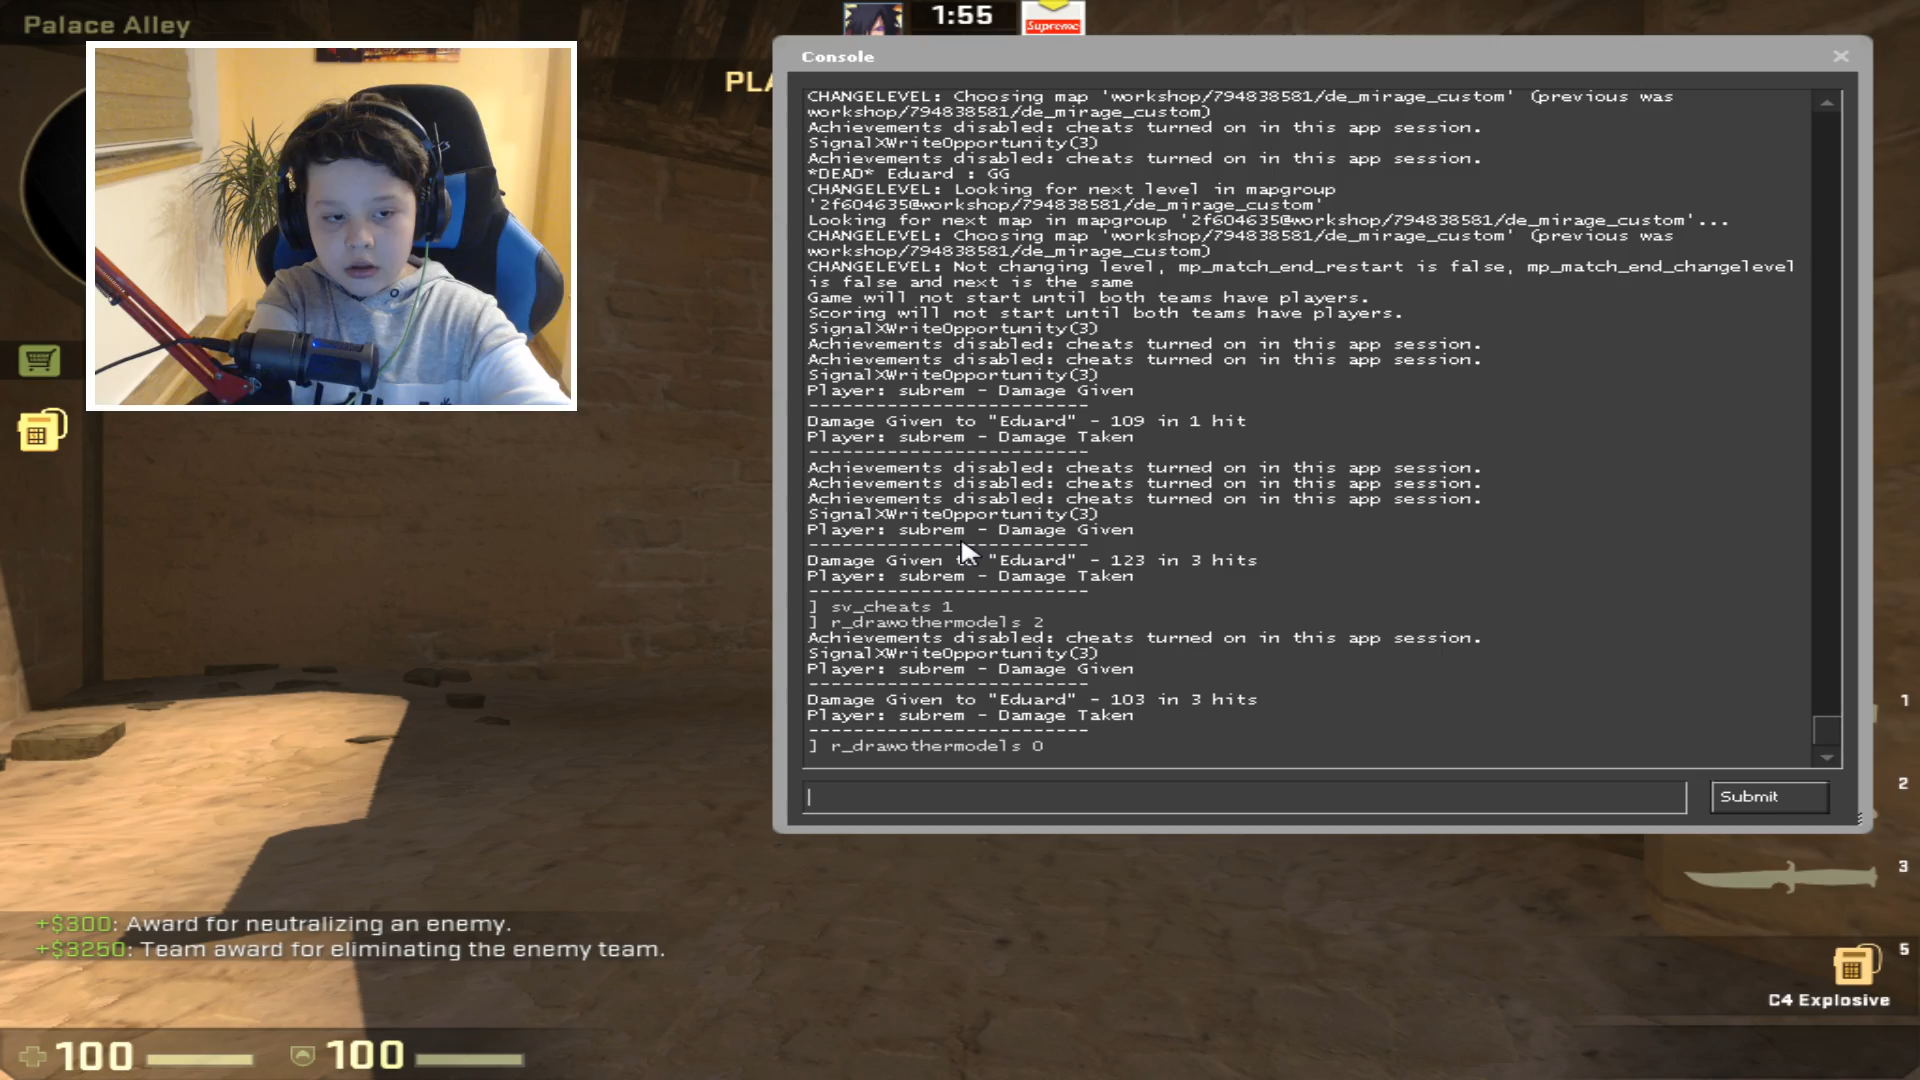 Palace Alley
1:55
Supreme
PLA
Console
CHANGELEVEL: Choosing map 'workshop/794838581/de_mirage_custom' (previous was
workshop/794838581/de_mirage_custom)
Achievements disabled: cheats turned on in this app session.
SignalXWriteOpportunity(3)
Achievements disabled: cheats turned on in this app session.
*DEAD* Eduard : GG
CHANGELEVEL: Looking for next level in mapgroup
'2f604635@workshop/794838581/de_mirage_custom'
Looking for next map in mapgroup '2f604635@workshop/794838581/de_mirage_custom'...
CHANGELEVEL: Choosing map 'workshop/794838581/de_mirage_custom' (previous was
workshop/794838581/de_mirage_custom)
CHANGELEVEL: Not changing level, mp_match_end_restart is false, mp_match_end_changelevel
is false and next is the same
Game will not start until both teams have players.
Scoring will not start until both teams have players.
SignalXWriteOpportunity(3)
Achievements disabled: cheats turned on in this app session.
Achievements disabled: cheats turned on in this app session.
SignalXWriteOpportunity(3)
Player: subrem - Damage Given
-------------------------
Damage Given to "Eduard" - 109 in 1 hit
Player: subrem - Damage Taken
-------------------------
Achievements disabled: cheats turned on in this app session.
Achievements disabled: cheats turned on in this app session.
Achievements disabled: cheats turned on in this app session.
SignalXWriteOpportunity(3)
Player: subrem - Damage Given
-------------------------
Damage Given to "Eduard" - 123 in 3 hits
Player: subrem - Damage Taken
-------------------------
] sv_cheats 1
] r_drawothermodels 2
Achievements disabled: cheats turned on in this app session.
SignalXWriteOpportunity(3)
Player: subrem - Damage Given
-------------------------
Damage Given to "Eduard" - 103 in 3 hits
Player: subrem - Damage Taken
-------------------------
] r_drawothermodels 0
Submit
1
2
3
5
C4 Explosive
+$300: Award for neutralizing an enemy.
+$3250: Team award for eliminating the enemy team.
100
100